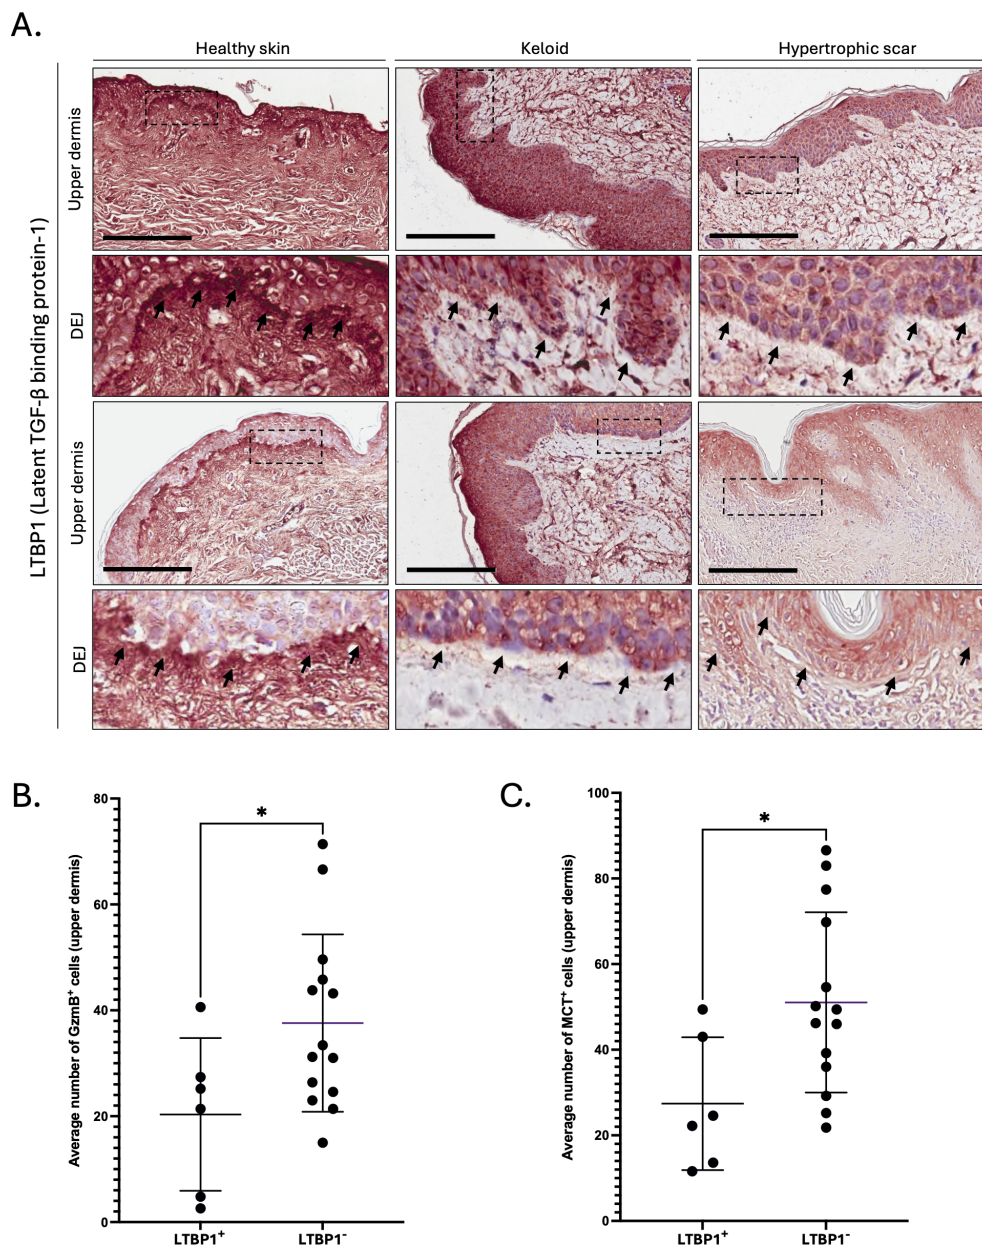 A.
Healthy skin
Keloid
Hypertrophic scar
LTBP1 (Latent TGF-β binding protein-1)
Upper dermis
DEJ
Upper dermis
DEJ
B.
Average number of GzmB⁺ cells (upper dermis)
80
60
40
20
0
*
LTBP1⁺
LTBP1⁻
C.
Average number of MCT⁺ cells (upper dermis)
100
80
60
40
20
0
*
LTBP1⁺
LTBP1⁻